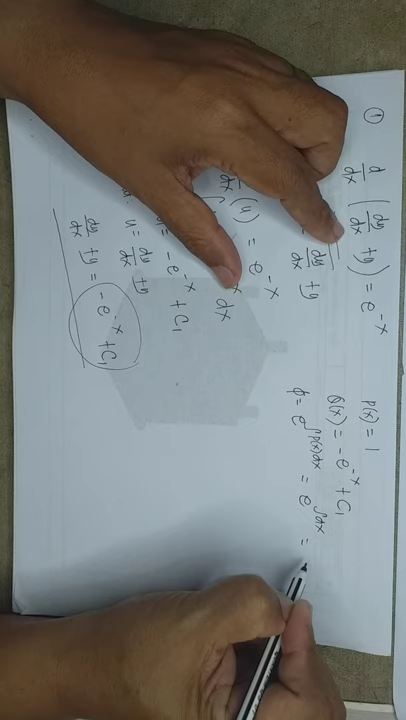 ① d/dx (dy/dx + y) = e^-x
= dy/dx + y
/dx (u) = e^-x
dx
= -e^-x + C₁
u = dy/dx + y
dy/dx + y = -e^-x + C₁
P(x) = 1
Q(x) = -e^-x + C₁
ϕ = e^∫P(x)dx = e^∫dx =